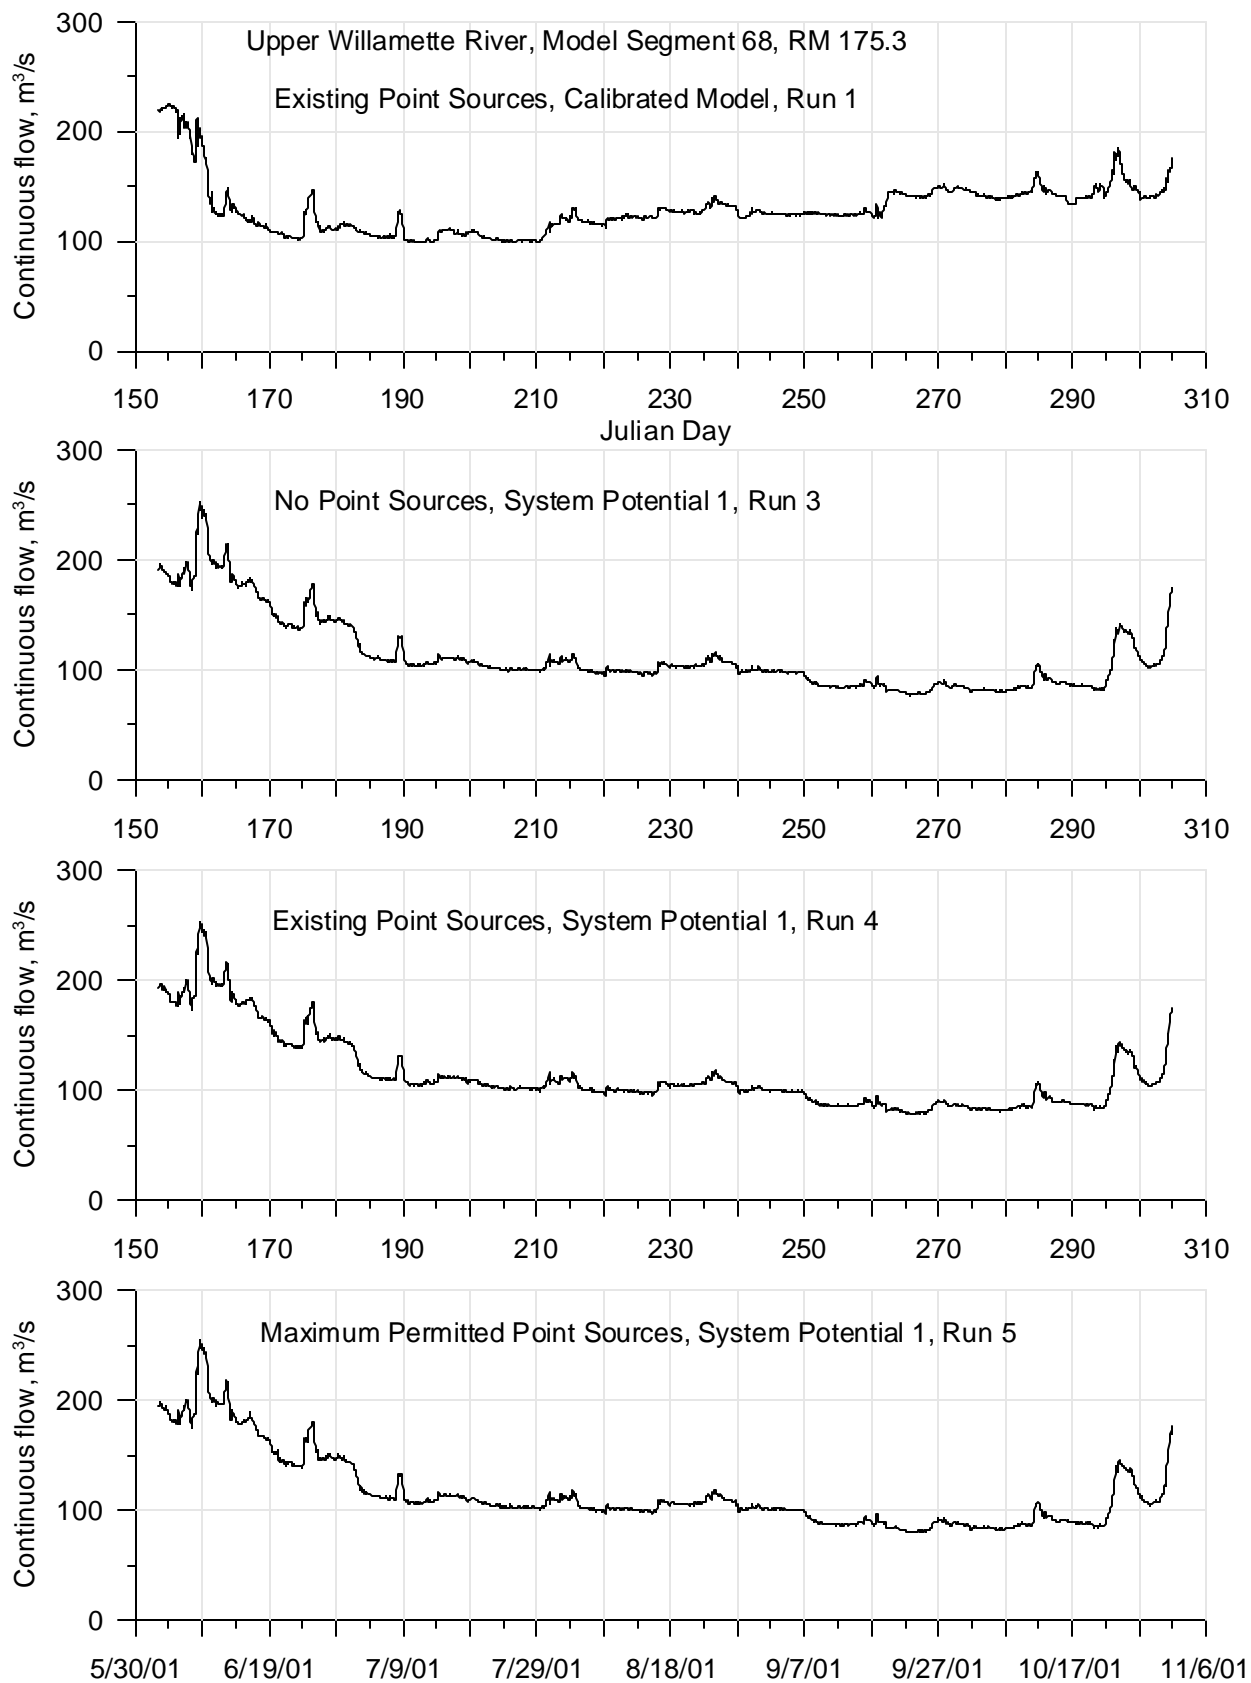 300
Upper Willamette River, Model Segment 68, RM 175.3
Existing Point Sources, Calibrated Model, Run 1
200
100
0
Continuous flow, m³/s
150 170 190 210 230 250 270 290 310
Julian Day
300
No Point Sources, System Potential 1, Run 3
200
100
0
Continuous flow, m³/s
150 170 190 210 230 250 270 290 310
300
Existing Point Sources, System Potential 1, Run 4
200
100
0
Continuous flow, m³/s
150 170 190 210 230 250 270 290 310
300
Maximum Permitted Point Sources, System Potential 1, Run 5
200
100
0
Continuous flow, m³/s
5/30/01 6/19/01 7/9/01 7/29/01 8/18/01 9/7/01 9/27/01 10/17/01 11/6/01